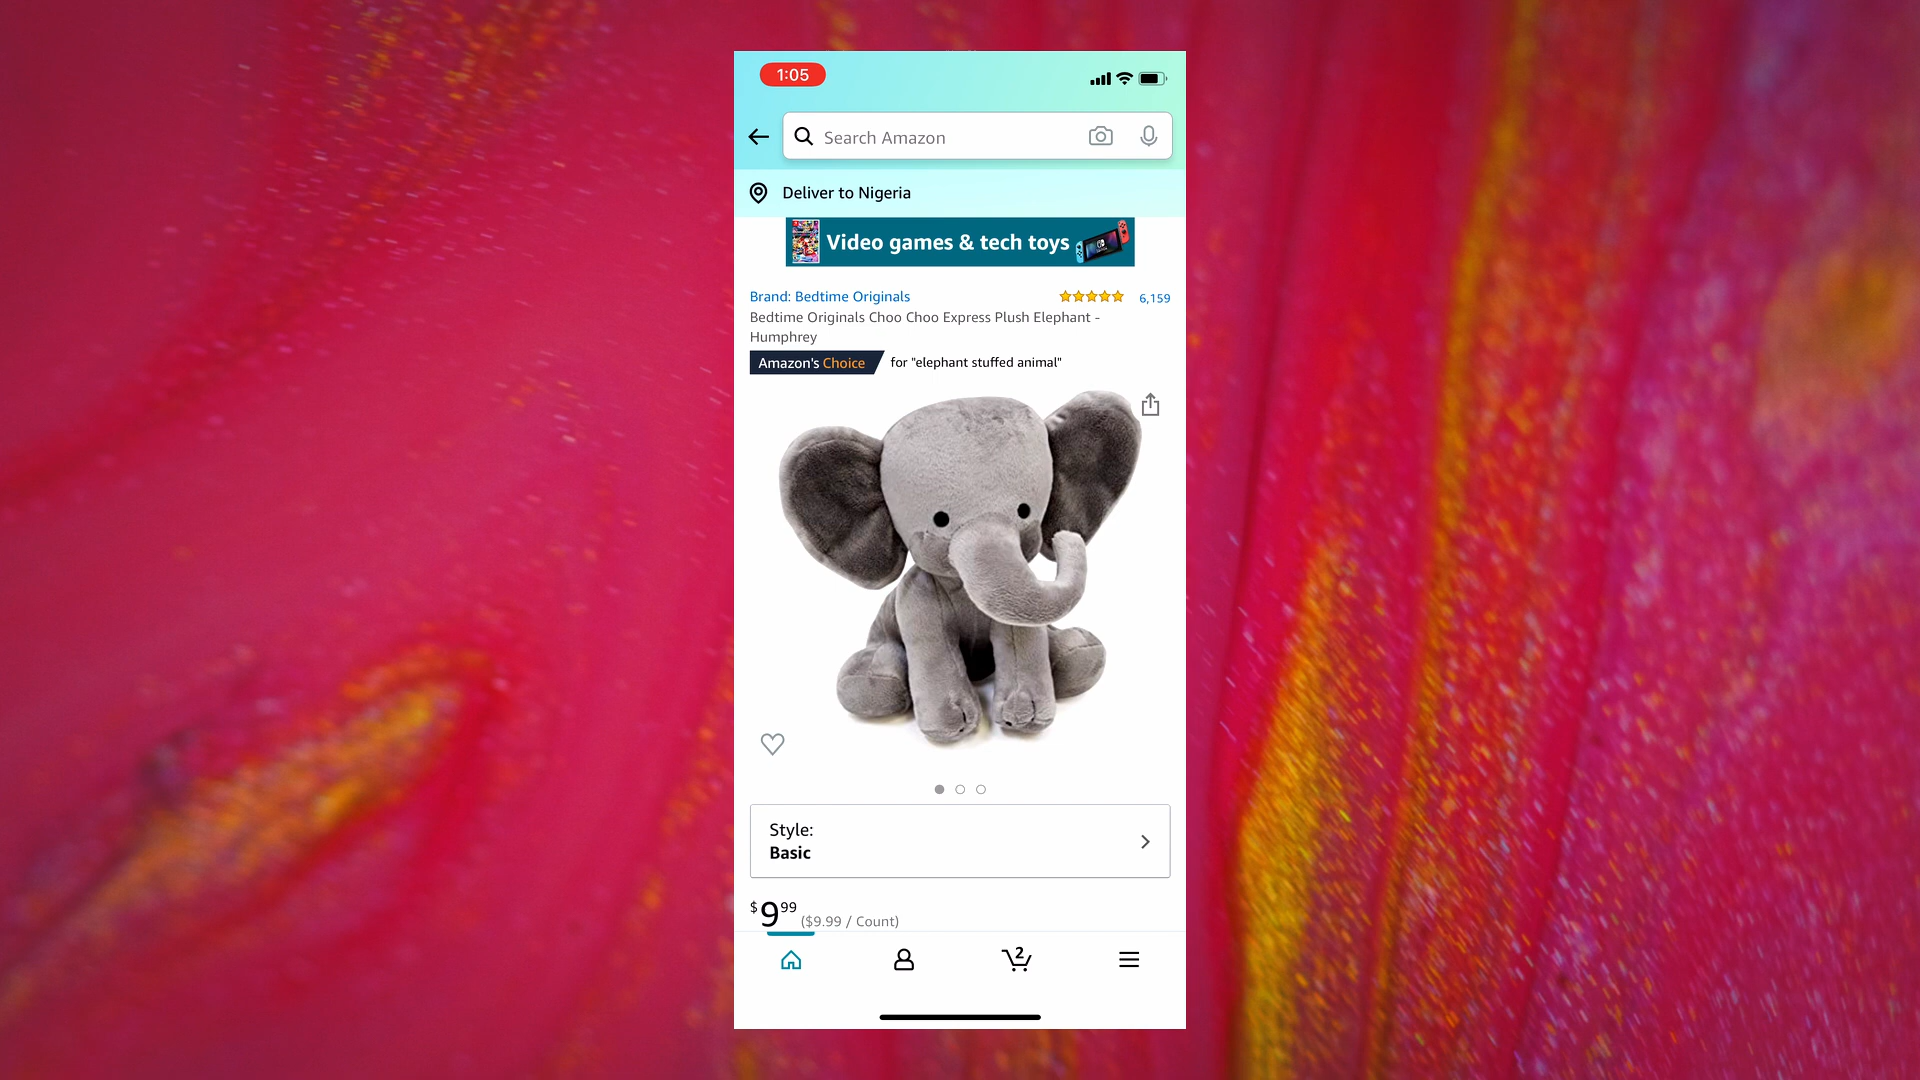 1:05
Search Amazon
Deliver to Nigeria
Video games & tech toys
Brand: Bedtime Originals
6,159
Bedtime Originals Choo Choo Express Plush Elephant -
Humphrey
Amazon's Choice for "elephant stuffed animal"
Style:
Basic
$9.99 ($9.99 / Count)
2